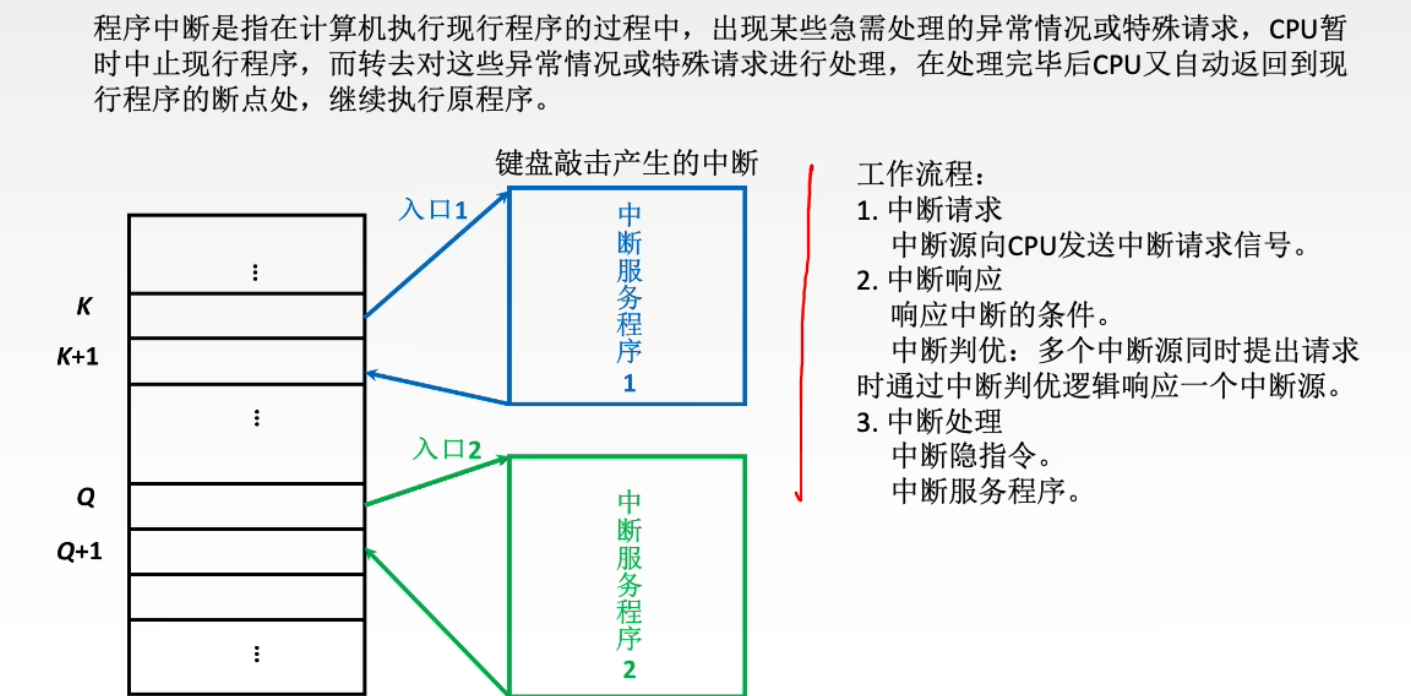 程序中断是指在计算机执行现行程序的过程中，出现某些急需处理的异常情况或特殊请求，CPU暂
时中止现行程序，而转去对这些异常情况或特殊请求进行处理，在处理完毕后CPU又自动返回到现
行程序的断点处，继续执行原程序。
键盘敲击产生的中断
入口1
中断服务程序1
⋮
K
K+1
⋮
入口2
中断服务程序2
Q
Q+1
⋮
工作流程：
1. 中断请求
中断源向CPU发送中断请求信号。
2. 中断响应
响应中断的条件。
中断判优：多个中断源同时提出请求
时通过中断判优逻辑响应一个中断源。
3. 中断处理
中断隐指令。
中断服务程序。